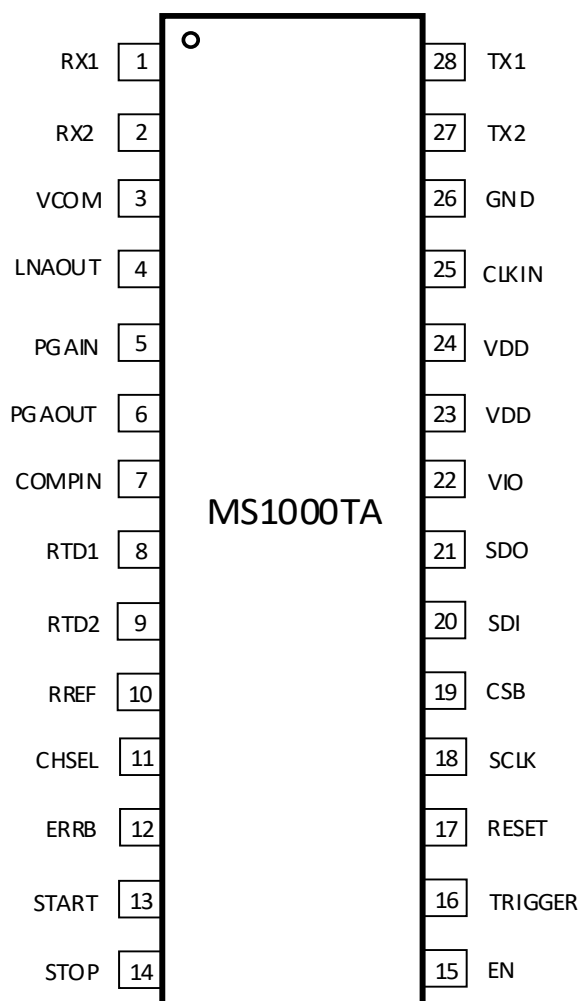 RX1 1 28 TX1
RX2 2 27 TX2
VCOM 3 26 GND
LNAOUT 4 25 CLKIN
PGAIN 5 24 VDD
PGAOUT 6 23 VDD
COMPIN 7 22 VIO
MS1000TA
RTD1 8 21 SDO
RTD2 9 20 SDI
RREF 10 19 CSB
CHSEL 11 18 SCLK
ERRB 12 17 RESET
START 13 16 TRIGGER
STOP 14 15 EN